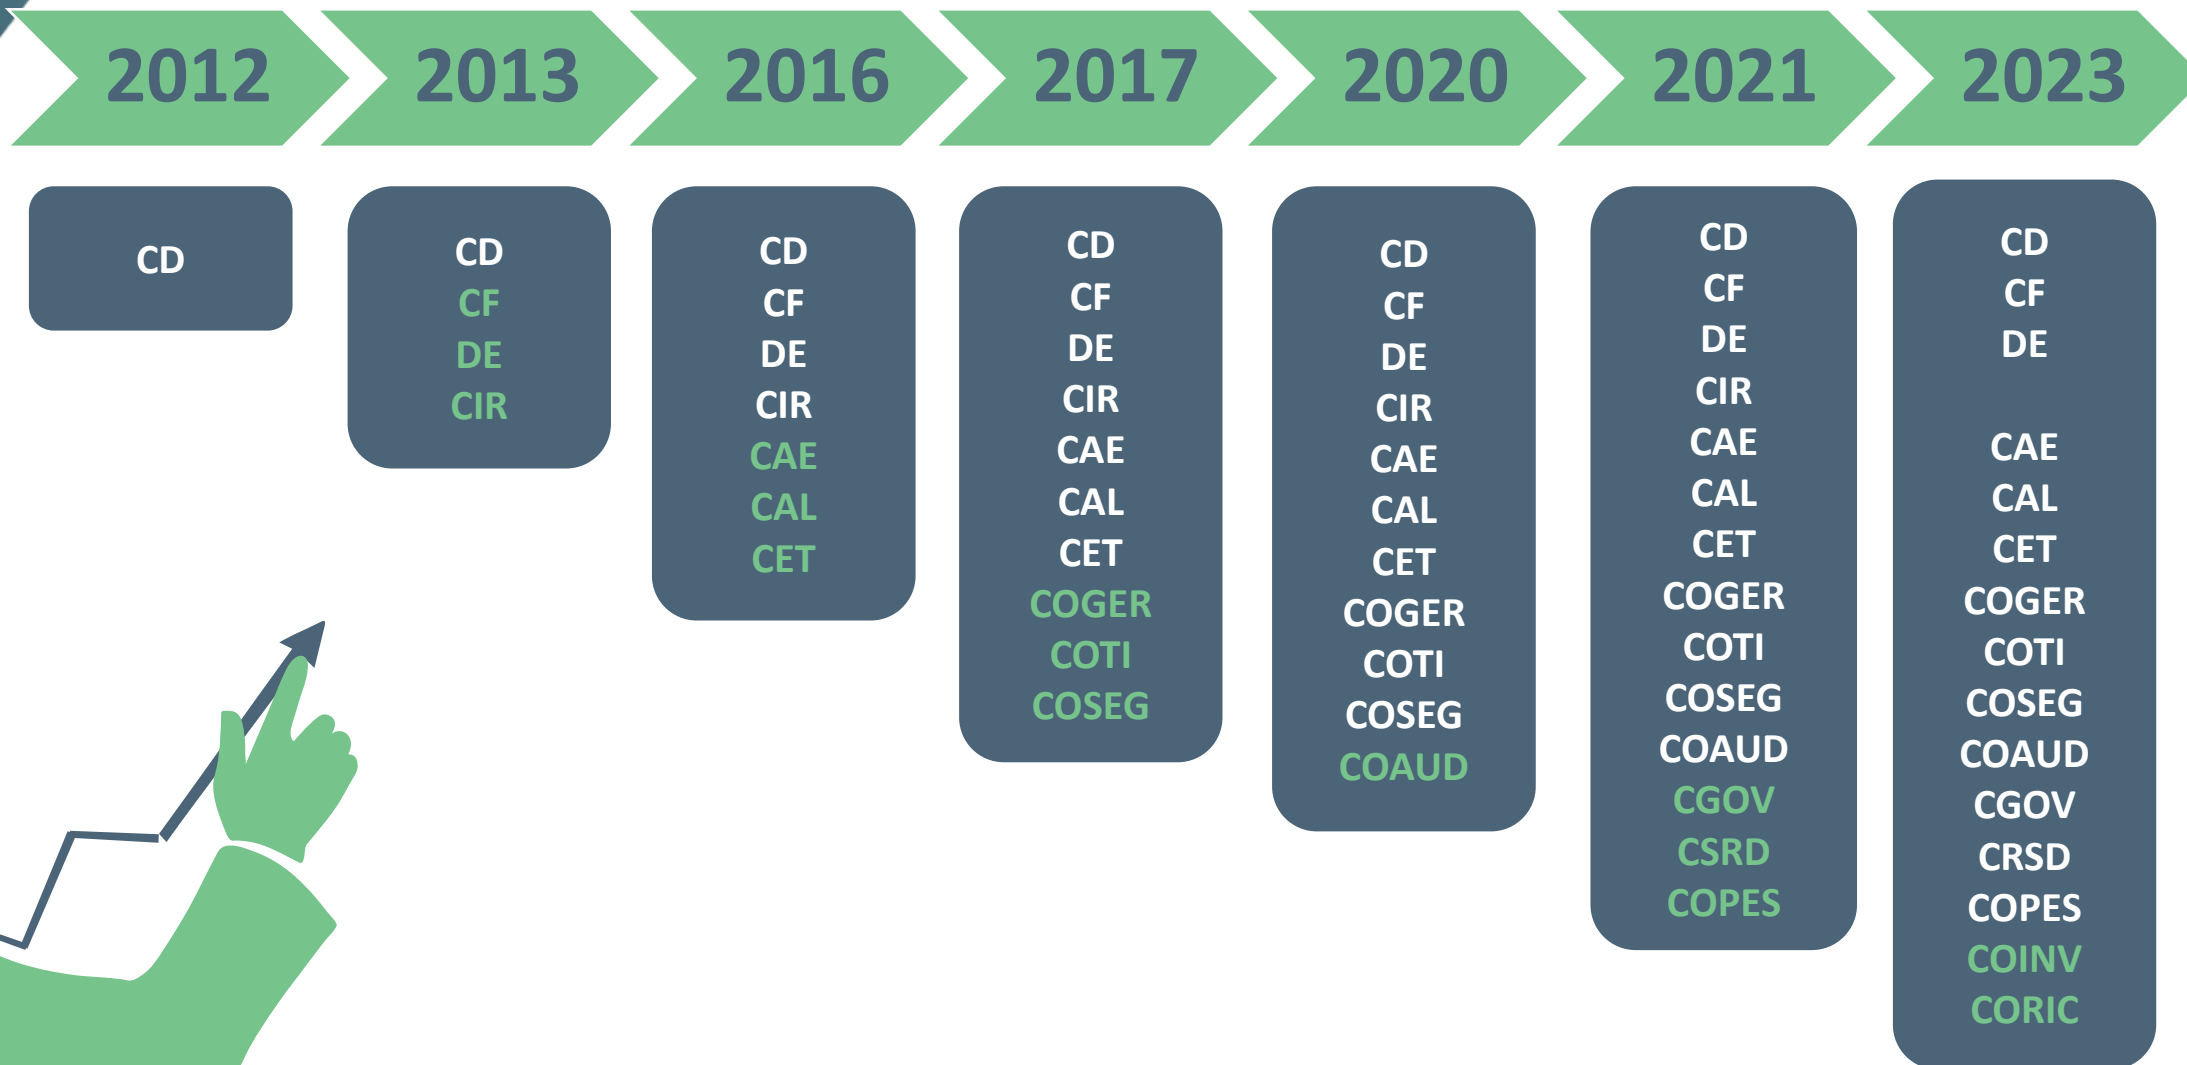 2012
2013
2016
2017
2020
2021
2023
CD
CD
CF
DE
CIR
CD
CF
DE
CIR
CAE
CAL
CET
CD
CF
DE
CIR
CAE
CAL
CET
COGER
COTI
COSEG
CD
CF
DE
CIR
CAE
CAL
CET
COGER
COTI
COSEG
COAUD
CD
CF
DE
CIR
CAE
CAL
CET
COGER
COTI
COSEG
COAUD
CGOV
CSRD
COPES
CD
CF
DE
CAE
CAL
CET
COGER
COTI
COSEG
COAUD
CGOV
CRSD
COPES
COINV
CORIC